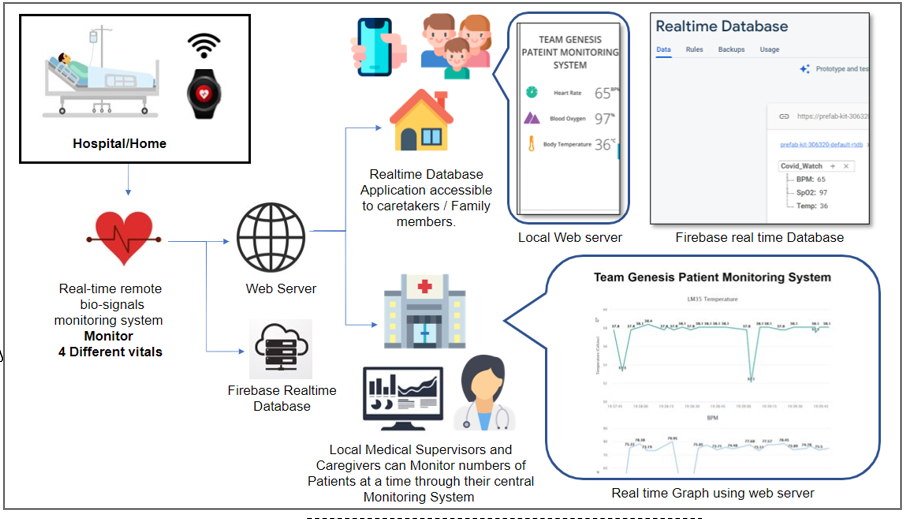 Hospital/Home
Real-time remote
bio-signals
monitoring system
Monitor
4 Different vitals
Web Server
Firebase Realtime
Database
Realtime Database
Application accessible
to caretakers / Family
members.
TEAM GENESIS
PATEINT MONITORING
SYSTEM
Heart Rate 65 BPM
Blood Oxygen 97%
Body Temperature 36°C
Local Web server
Realtime Database
Data Rules Backups Usage
Prototype and tes
https://prefab-kit-30632
prefab-kit-306320-default-rtdb
Covid_Watch + ×
BPM: 65
SpO2: 97
Temp: 36
Firebase real time Database
Local Medical Supervisors and
Caregivers can Monitor numbers of
Patients at a time through their central
Monitoring System
Team Genesis Patient Monitoring System
LM35 Temperature
Temperature (Celsius)
BPM
Real time Graph using web server